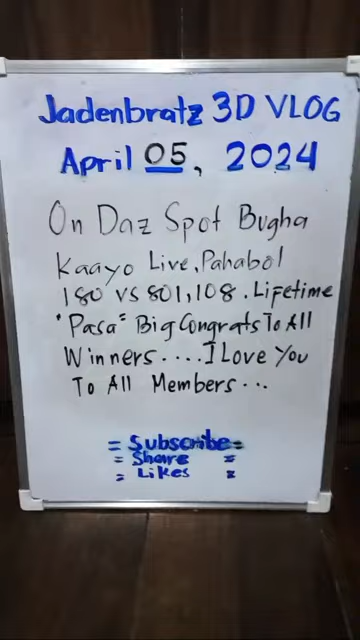 Jadenbratz 3D VLOG
April 05, 2024
On Daz Spot Bugha
Kaayo Live, Pahabol
180 vs 801,108. Lifetime
"Pasa" Big Congrats To All
Winners.... I Love You
To All Members...
= Subscribe=
= Share =
= Likes =